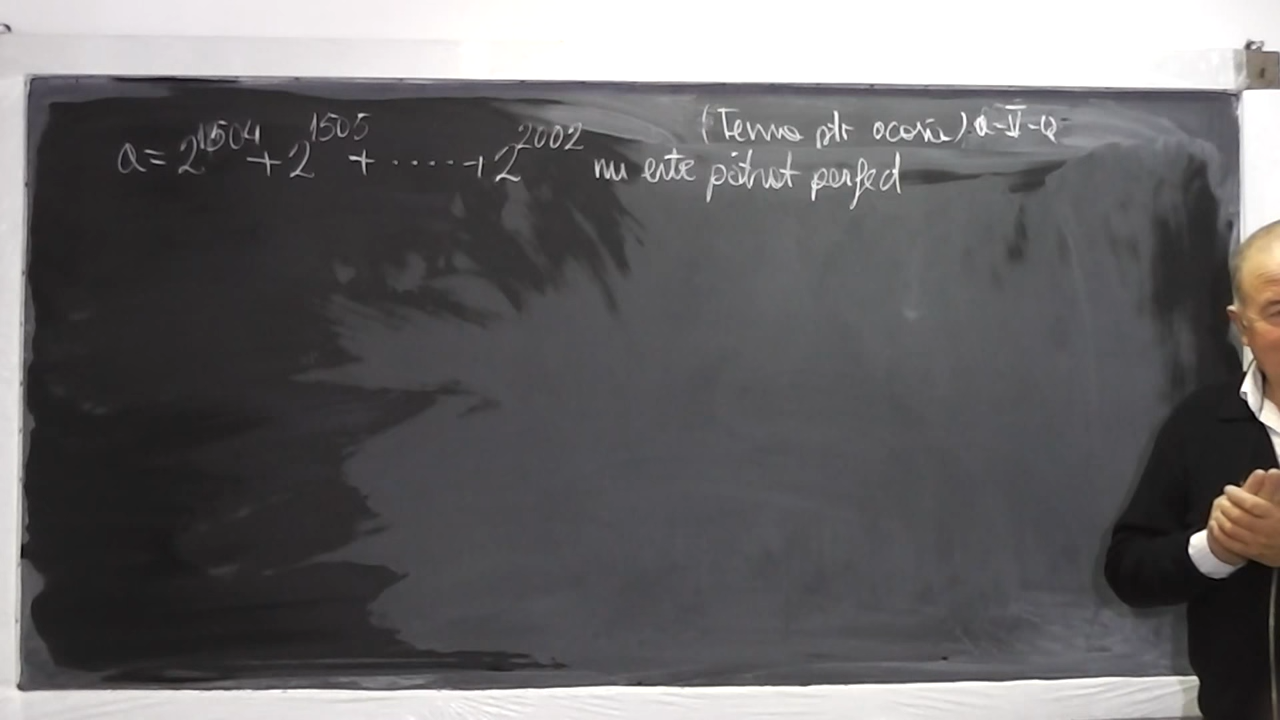 (Tema ptr acasă) a-V-a
a = 2^1504 + 2^1505 + ..... + 2^2002 nu este pătrat perfect